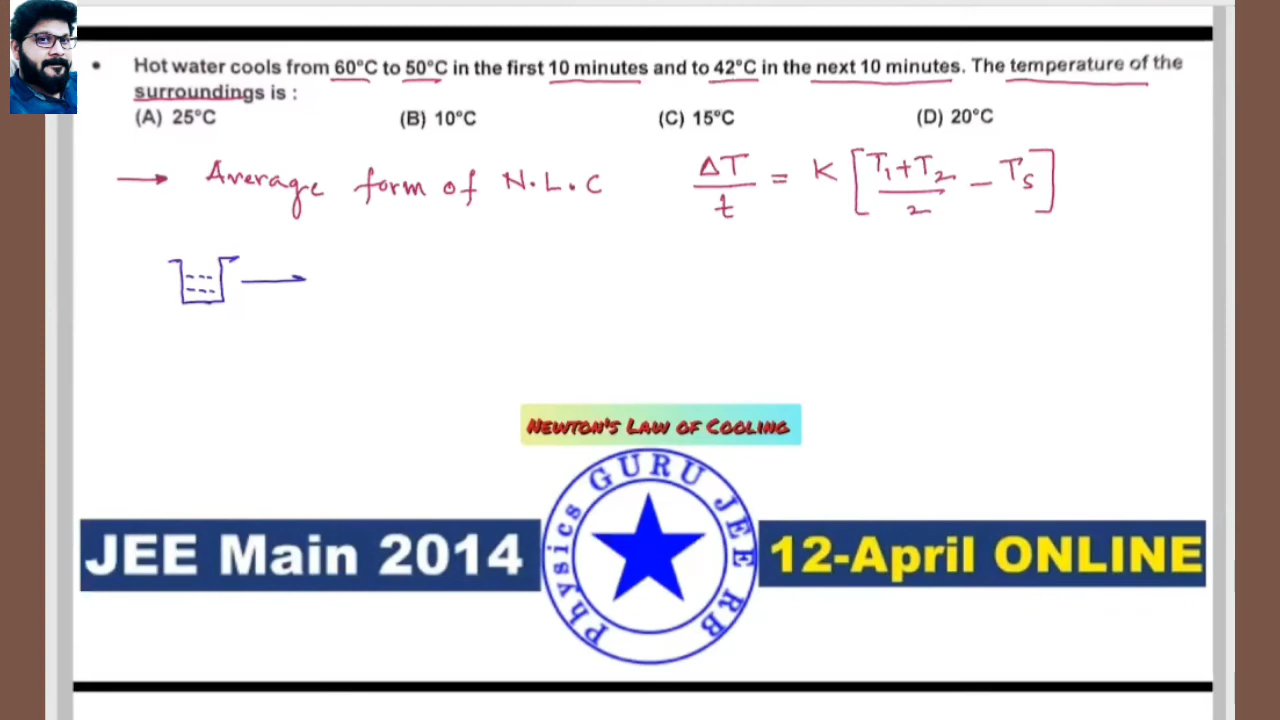 • Hot water cools from 60°C to 50°C in the first 10 minutes and to 42°C in the next 10 minutes. The temperature of the
surroundings is :
(A) 25°C (B) 10°C (C) 15°C (D) 20°C
→ Average form of N.L.C ΔT/t = K [(T₁+T₂)/2 − Tₛ]
Newton's Law of Cooling
Physics GURU JEE RB
JEE Main 2014
12-April ONLINE